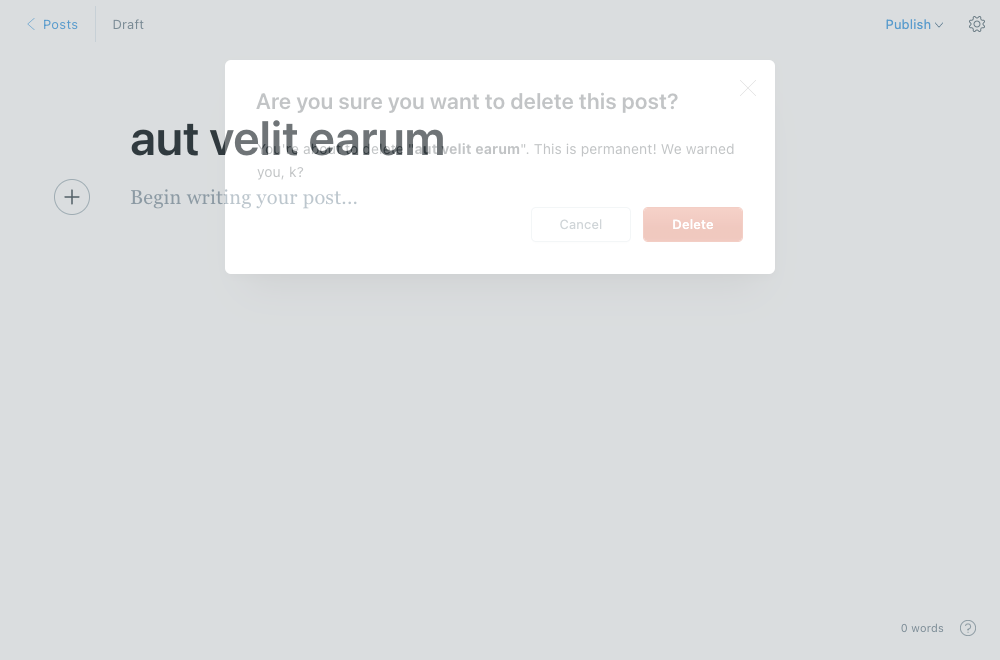 Posts
Draft
Publish
Are you sure you want to delete this post?
aut velit earum
You're about to delete "aut velit earum". This is permanent! We warned
you, k?
Begin writing your post...
Cancel
Delete
0 words
?